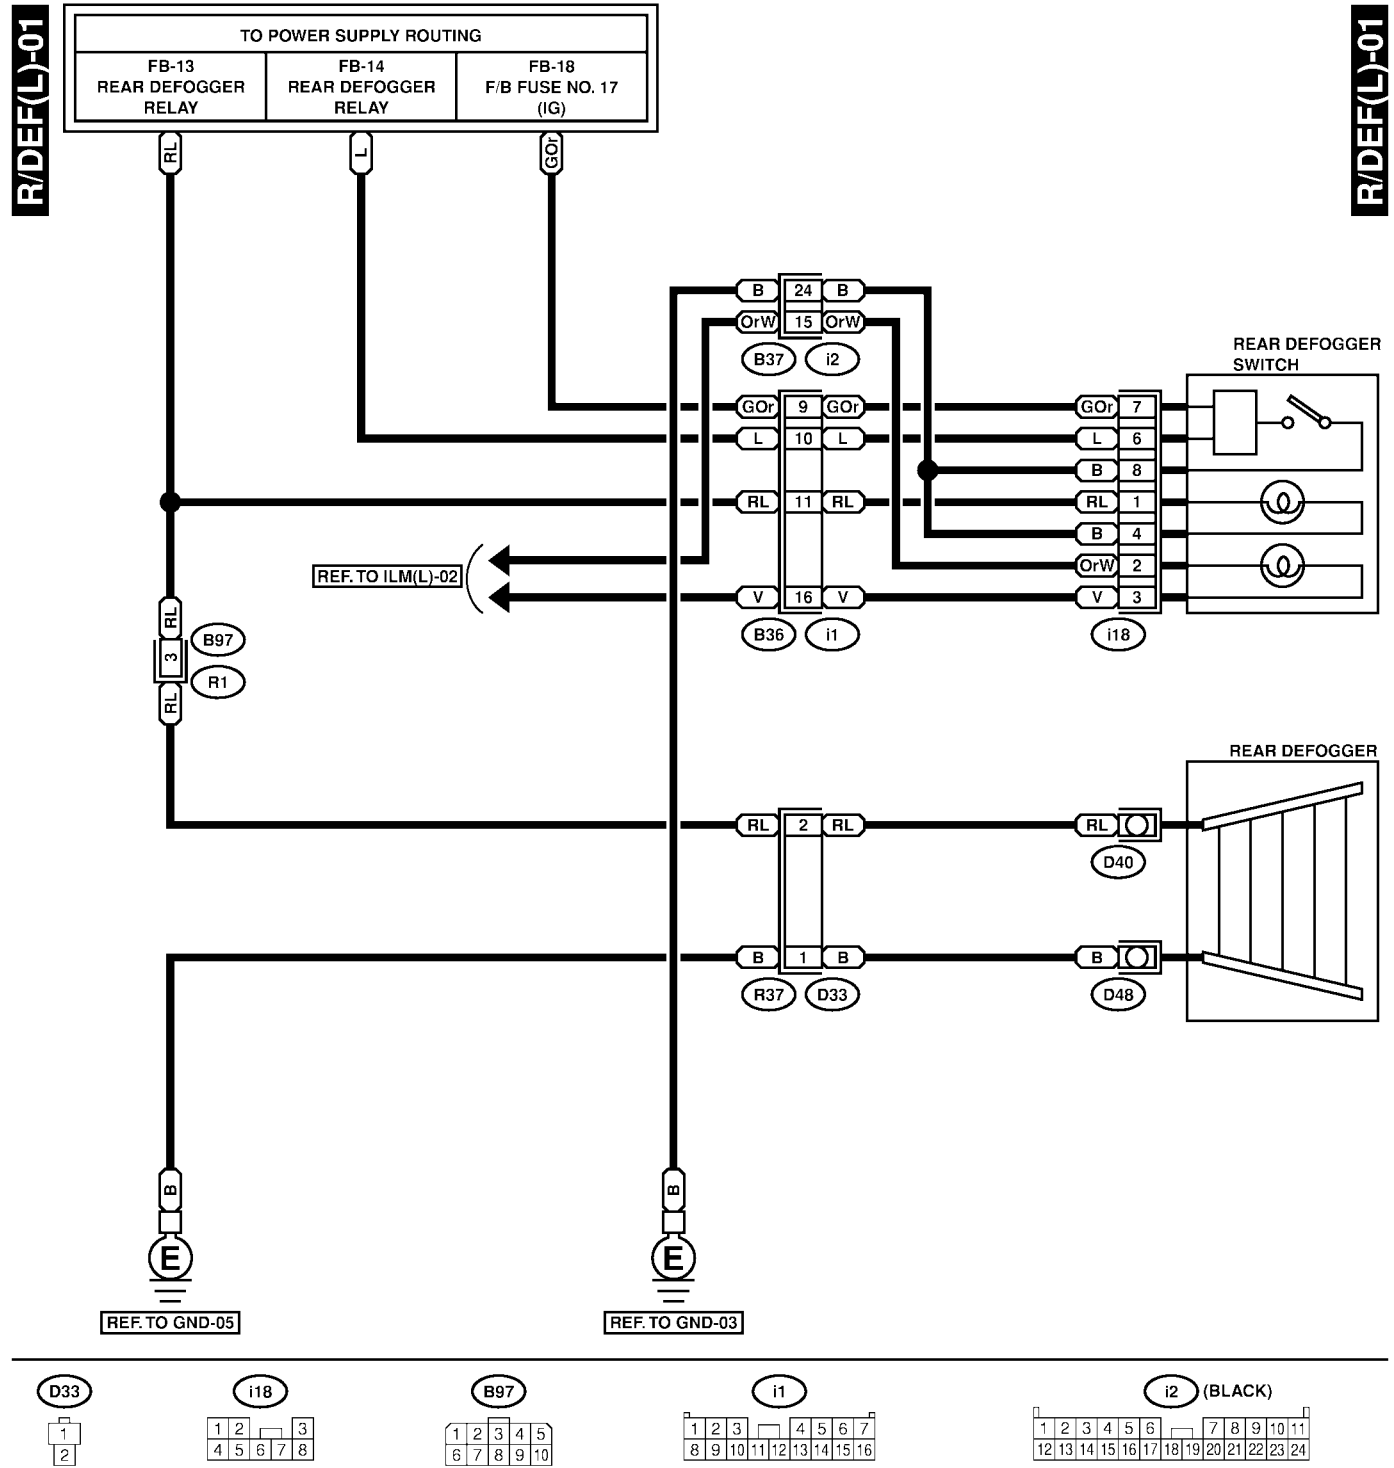 R/DEF(L)-01
R/DEF(L)-01
TO POWER SUPPLY ROUTING
FB-13
REAR DEFOGGER
RELAY
FB-14
REAR DEFOGGER
RELAY
FB-18
F/B FUSE NO. 17
(IG)
RL
L
GOr
B 24 B
OrW 15 OrW
B37 i2
REAR DEFOGGER
SWITCH
GOr 9 GOr
GOr 7
L 10 L
L 6
B 8
RL 11 RL
RL 1
B 4
OrW 2
REF. TO ILM(L)-02
V 16 V
V 3
B36 i1
i18
RL
3
B97
R1
RL
REAR DEFOGGER
RL 2 RL
RL
D40
B 1 B
B
R37 D33
D48
B
B
E
E
REF. TO GND-05
REF. TO GND-03
D33
1
2
i18
1 2 3
4 5 6 7 8
B97
1 2 3 4 5
6 7 8 9 10
i1
1 2 3 4 5 6 7
8 9 10 11 12 13 14 15 16
i2 (BLACK)
1 2 3 4 5 6 7 8 9 10 11
12 13 14 15 16 17 18 19 20 21 22 23 24